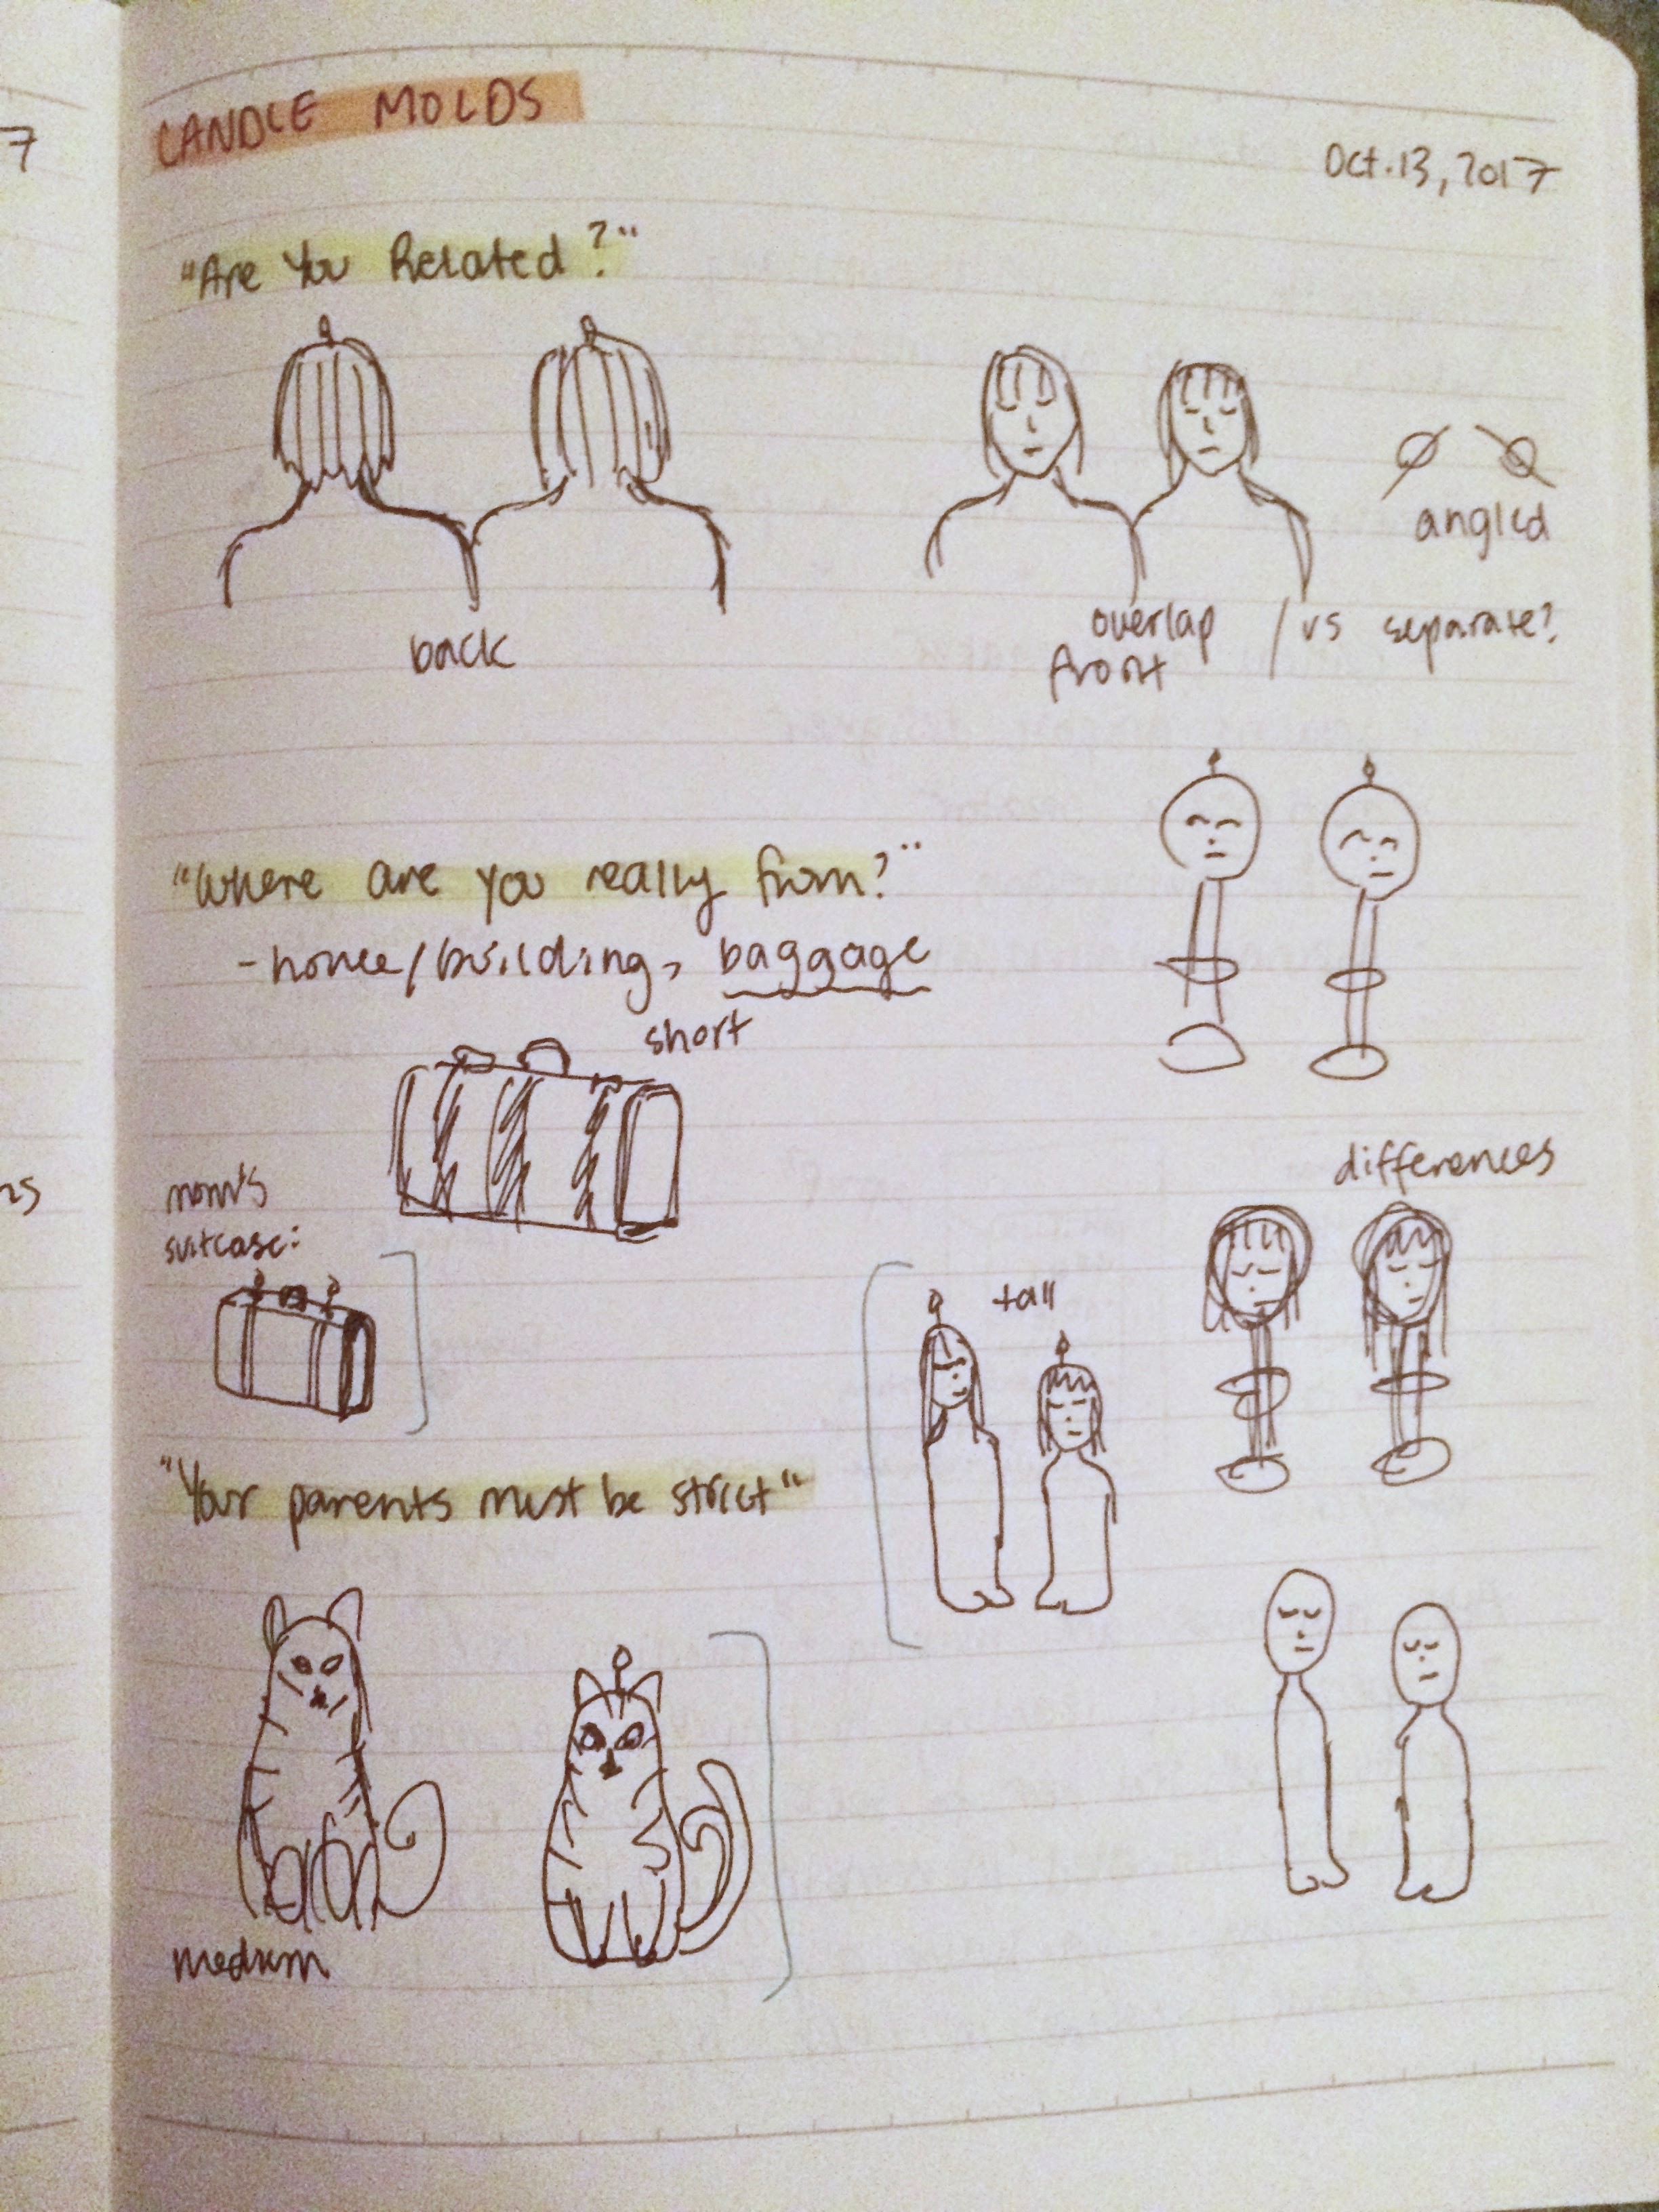 7
CANDLE MOLDS
Oct. 13, 2017
"Are You Related?"
angled
back
overlap / vs separate?
front
"Where are you really from?"
- house/building, baggage
short
differences
ns
mom's
suitcase:
tall
"Your parents must be strict"
medium